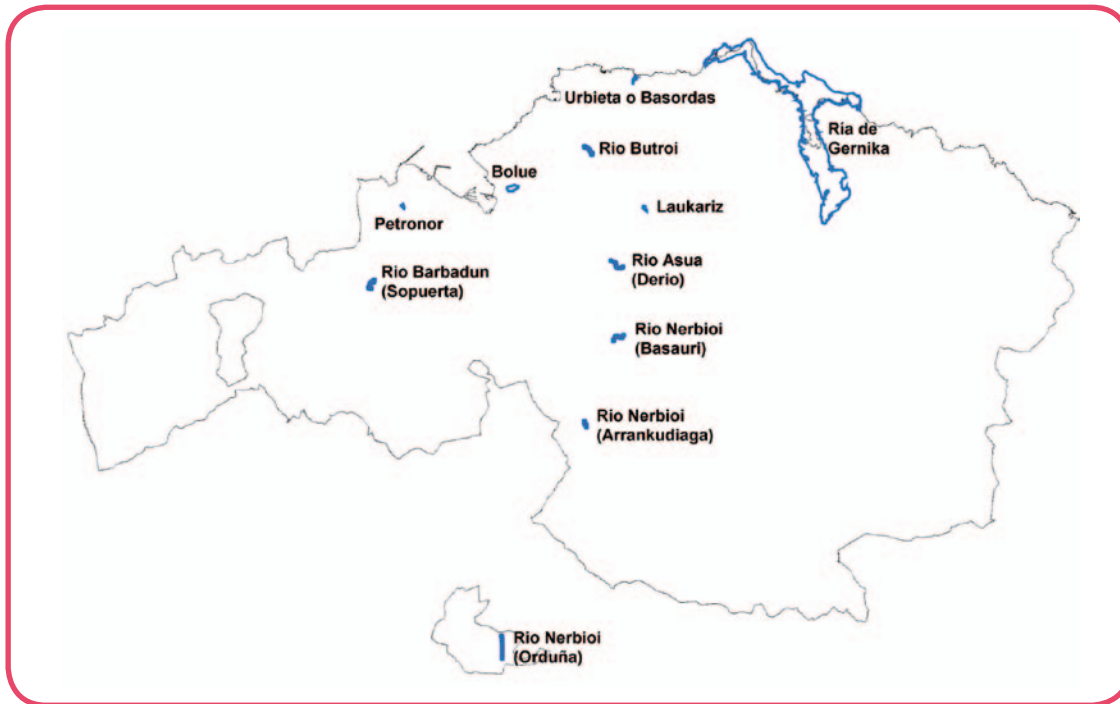 Urbieta o Basordas
Ria de
Gernika
Rio Butroi
Bolue
Petronor
Laukariz
Rio Asua
(Derio)
Rio Barbadun
(Sopuerta)
Rio Nerbioi
(Basauri)
Rio Nerbioi
(Arrankudiaga)
Rio Nerbioi
(Orduña)